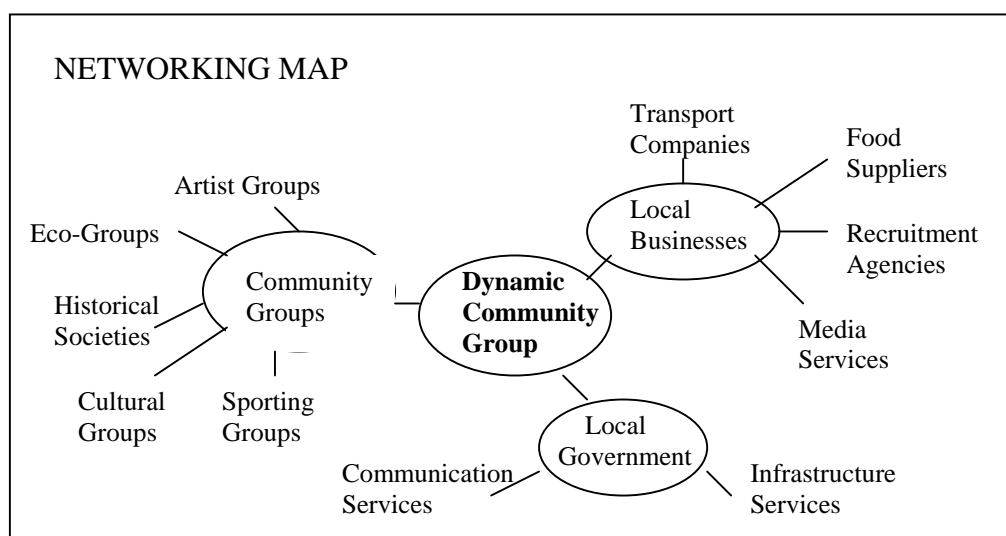 NETWORKING MAP
Transport
Companies
Food
Suppliers
Artist Groups
Eco-Groups
Local
Businesses
Recruitment
Agencies
Community
Groups
Dynamic
Community
Group
Historical
Societies
Media
Services
Cultural
Groups
Sporting
Groups
Local
Government
Communication
Services
Infrastructure
Services